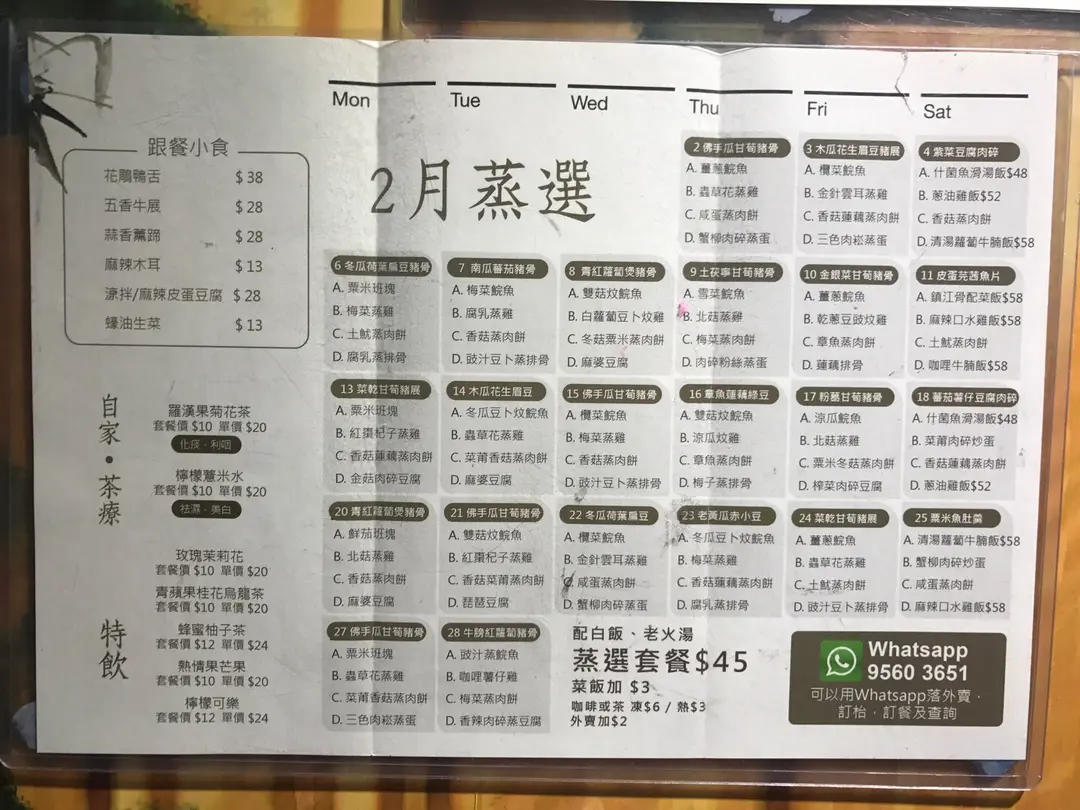 Mon Tue Wed Thu Fri Sat
2月蒸選
跟餐小食
花鵰鴨舌 $38
五香牛展 $28
蒜香薰蹄 $28
麻辣木耳 $13
涼拌/麻辣皮蛋豆腐 $28
蠔油生菜 $13
2 佛手瓜甘荀豬骨
A. 薑蔥鯇魚
B. 蟲草花蒸雞
C. 咸蛋蒸肉餅
D. 蟹柳肉碎蒸蛋
3 木瓜花生眉豆豬展
A. 欖菜鯇魚
B. 金針雲耳蒸雞
C. 香菇蓮藕蒸肉餅
D. 三色肉崧蒸蛋
4 紫菜豆腐肉碎
A. 什菌魚滑湯飯$48
B. 蔥油雞飯$52
C. 香菇蒸肉餅
D. 清湯蘿蔔牛腩飯$58
6 冬瓜荷葉扁豆豬骨
A. 粟米班塊
B. 梅菜蒸雞
C. 土魷蒸肉餅
D. 腐乳蒸排骨
7 南瓜蕃茄豬骨
A. 梅菜鯇魚
B. 腐乳蒸雞
C. 香菇蒸肉餅
D. 豉汁豆卜蒸排骨
8 青紅蘿蔔煲豬骨
A. 雙菇炆鯇魚
B. 白蘿蔔豆卜炆雞
C. 冬菇粟米蒸肉餅
D. 麻婆豆腐
9 土茯寧甘荀豬骨
A. 雪菜鯇魚
B. 北菇蒸雞
C. 梅菜蒸肉餅
D. 肉碎粉絲蒸蛋
10 金銀菜甘荀豬骨
A. 薑蔥鯇魚
B. 乾蔥豆豉炆雞
C. 章魚蒸肉餅
D. 蓮藕排骨
11 皮蛋芫茜魚片
A. 鎮江骨配菜飯$58
B. 麻辣口水雞飯$58
C. 土魷蒸肉餅
D. 咖哩牛腩飯$58
13 菜乾甘荀豬展
A. 粟米班塊
B. 紅棗杞子蒸雞
C. 香菇蓮藕蒸肉餅
D. 金菇肉碎豆腐
14 木瓜花生眉豆
A. 冬瓜豆卜炆鯇魚
B. 蟲草花蒸雞
C. 菜甫香菇蒸肉餅
D. 麻婆豆腐
15 佛手瓜甘荀豬骨
A. 欖菜鯇魚
B. 梅菜蒸雞
C. 香菇蒸肉餅
D. 豉汁豆卜蒸排骨
16 章魚蓮藕綠豆
A. 雙菇炆鯇魚
B. 涼瓜炆雞
C. 章魚蒸肉餅
D. 梅子蒸排骨
17 粉葛甘荀豬骨
A. 涼瓜鯇魚
B. 北菇蒸雞
C. 粟米冬菇蒸肉餅
D. 榨菜肉碎豆腐
18 蕃茄薯仔豆腐肉碎
A. 什菌魚滑湯飯$48
B. 菜莆肉碎炒蛋
C. 香菇蓮藕蒸肉餅
D. 蔥油雞飯$52
20 青紅蘿蔔煲豬骨
A. 鮮茄班塊
B. 北菇蒸雞
C. 香菇蒸肉餅
D. 麻婆豆腐
21 佛手瓜甘荀豬骨
A. 雙菇炆鯇魚
B. 紅棗杞子蒸雞
C. 香菇菜莆蒸肉餅
D. 琵琶豆腐
22 冬瓜荷葉扁豆
A. 欖菜鯇魚
B. 金針雲耳蒸雞
C. 咸蛋蒸肉餅
D. 蟹柳肉碎蒸蛋
23 老黃瓜赤小豆
A. 冬瓜豆卜炆鯇魚
B. 梅菜蒸雞
C. 香菇蓮藕蒸肉餅
D. 腐乳蒸排骨
24 菜乾甘荀豬展
A. 薑蔥鯇魚
B. 蟲草花蒸雞
C. 土魷蒸肉餅
D. 豉汁豆卜蒸排骨
25 粟米魚肚羹
A. 清湯蘿蔔牛腩飯$58
B. 蟹柳肉碎炒蛋
C. 咸蛋蒸肉餅
D. 麻辣口水雞飯$58
27 佛手瓜甘荀豬骨
A. 粟米班塊
B. 蟲草花蒸雞
C. 菜莆香菇蒸肉餅
D. 三色肉崧蒸蛋
28 牛膀紅蘿蔔豬骨
A. 豉汁蒸鯇魚
B. 咖哩薯仔雞
C. 梅菜蒸肉餅
D. 香辣肉碎蒸豆腐
自家•茶療
羅漢果菊花茶
套餐價 $10 單價 $20
化痰 · 利咽
檸檬薏米水
套餐價 $10 單價 $20
祛濕 · 美白
特飲
玫瑰茉莉花
套餐價 $10 單價 $20
青蘋果桂花烏龍茶
套餐價 $10 單價 $20
蜂蜜柚子茶
套餐價 $12 單價 $24
熱情果芒果
套餐價 $10 單價 $20
檸檬可樂
套餐價 $12 單價 $24
配白飯、老火湯
蒸選套餐$45
菜飯加 $3
咖啡或茶 凍$6 / 熱$3
外賣加$2
Whatsapp
9560 3651
可以用Whatsapp落外賣，
訂枱，訂餐及查詢